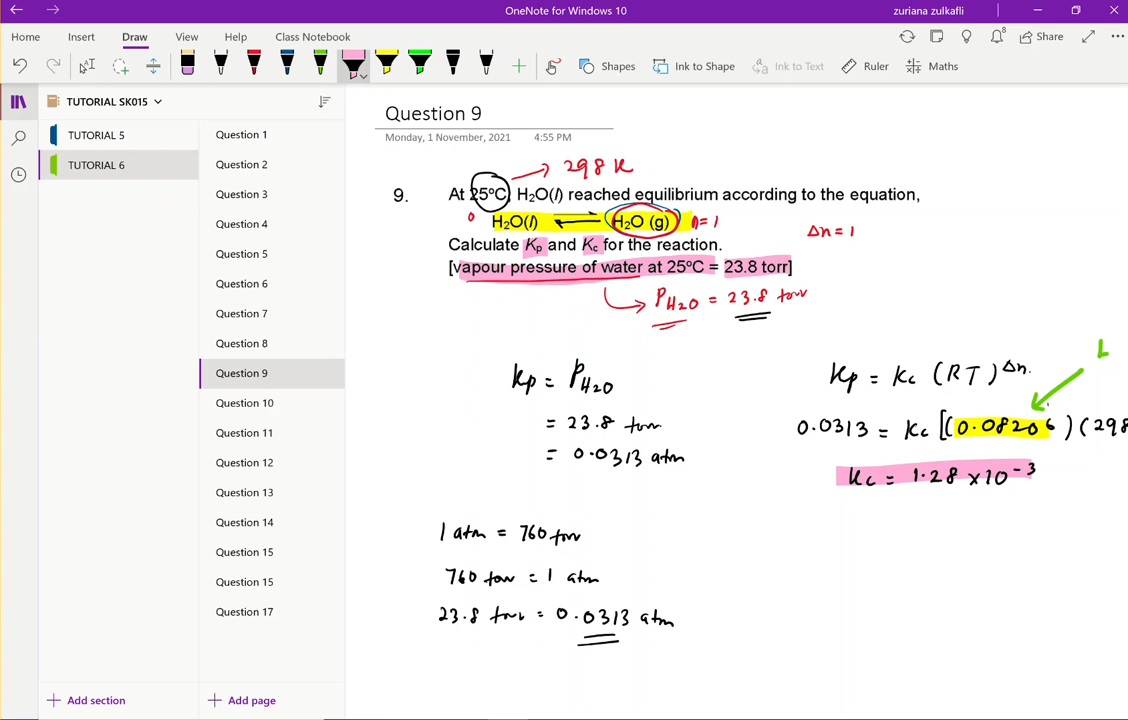 OneNote for Windows 10
zuriana zulkafli
Home Insert Draw View Help Class Notebook
8
Share
Shapes
Ink to Shape
Ink to Text
Ruler
Maths
TUTORIAL SK015
TUTORIAL 5
TUTORIAL 6
Question 1
Question 2
Question 3
Question 4
Question 5
Question 6
Question 7
Question 8
Question 9
Question 10
Question 11
Question 12
Question 13
Question 14
Question 15
Question 15
Question 17
Add section
Add page
Question 9
Monday, 1 November, 2021 4:55 PM
298 K
9. At 25°C, H₂O(l) reached equilibrium according to the equation,
0 H₂O(l) ⇌ H₂O (g) n = 1
Δn = 1
Calculate Kp and Kc for the reaction.
[vapour pressure of water at 25°C = 23.8 torr]
P H₂O = 23.8 torr
Kp = P H₂O
= 23.8 torr
= 0.0313 atm
1 atm = 760 torr
760 torr = 1 atm
23.8 torr = 0.0313 atm
L
Kp = Kc (RT)^Δn.
0.0313 = Kc [(0.08206)(298
Kc = 1.28 × 10⁻³